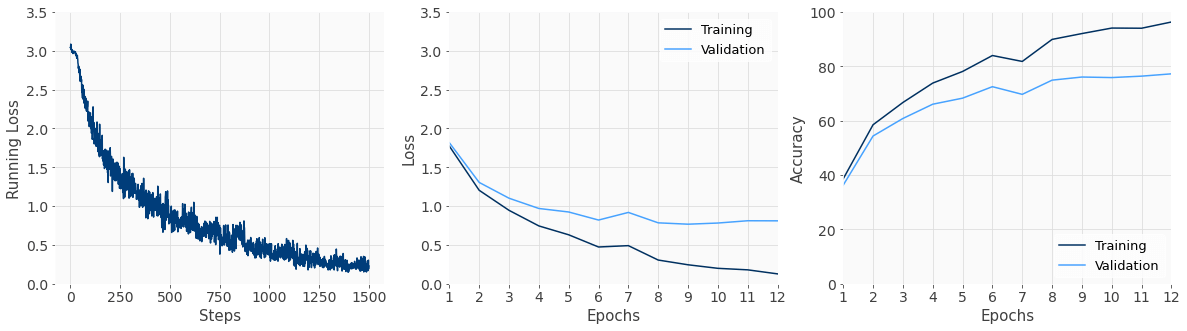 Running Loss
3.5
3.0
2.5
2.0
1.5
1.0
0.5
0.0
0 250 500 750 1000 1250 1500
Steps
Loss
3.5
3.0
2.5
2.0
1.5
1.0
0.5
0.0
Training
Validation
1 2 3 4 5 6 7 8 9 10 11 12
Epochs
Accuracy
100
80
60
40
20
0
Training
Validation
1 2 3 4 5 6 7 8 9 10 11 12
Epochs